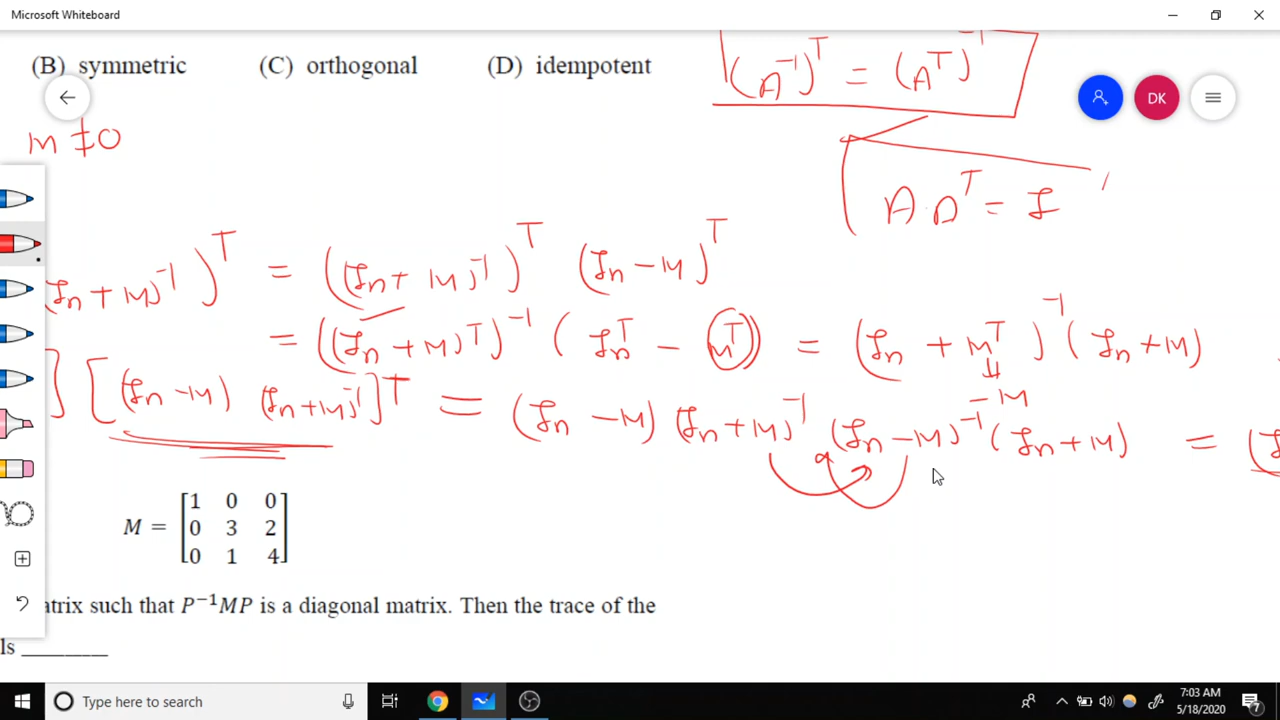 Microsoft Whiteboard
(B) symmetric (C) orthogonal (D) idempotent
(A⁻¹)ᵀ = (Aᵀ)⁻¹
DK
M ≠ 0
A Aᵀ = I
(Iₙ + M)⁻¹)ᵀ = ((Iₙ + M)⁻¹)ᵀ (Iₙ − M)ᵀ
= ((Iₙ + M)ᵀ)⁻¹ (Iₙᵀ − Mᵀ) = (Iₙ + Mᵀ)⁻¹ (Iₙ + M)
− M
] [(Iₙ − M) (Iₙ + M)⁻¹]ᵀ = (Iₙ − M) (Iₙ + M)⁻¹ (Iₙ − M)⁻¹ (Iₙ + M) =
M = [1 0 0
0 3 2
0 1 4]
atrix such that P⁻¹MP is a diagonal matrix. Then the trace of the
ls ________
Type here to search
7:03 AM
5/18/2020
7